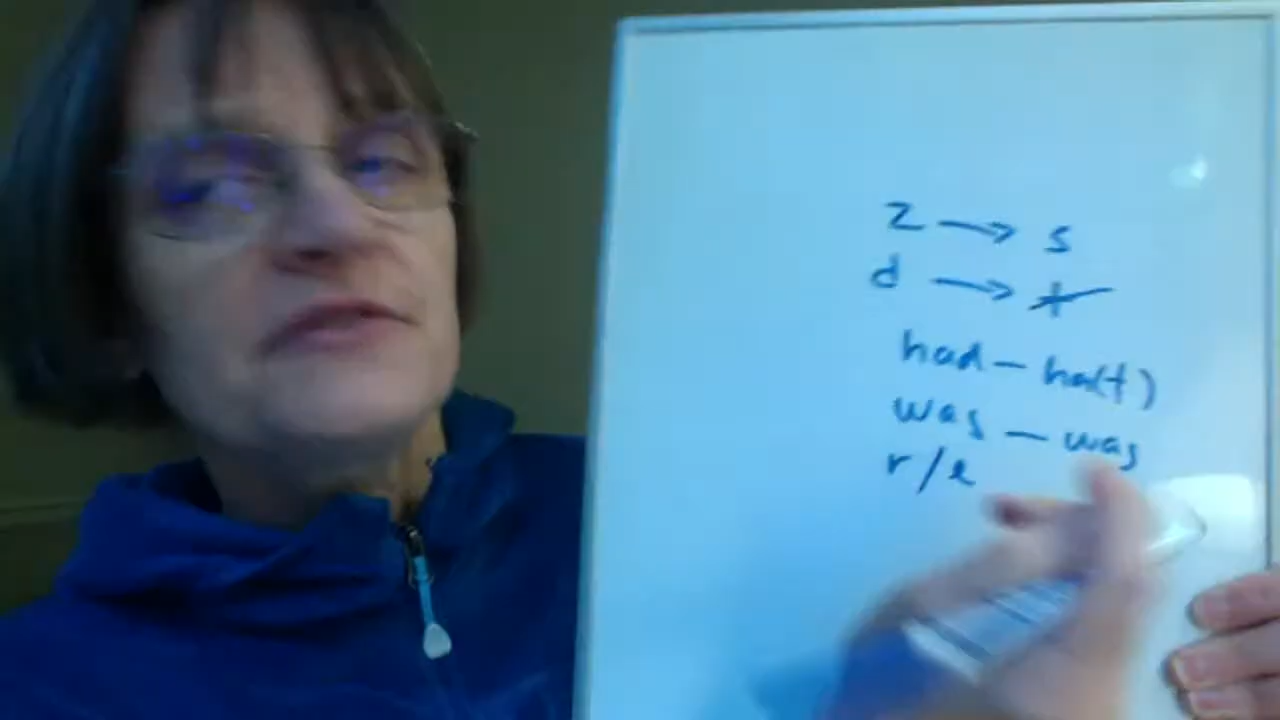 z → s
d → t
had – ha(t)
was – was
r/l